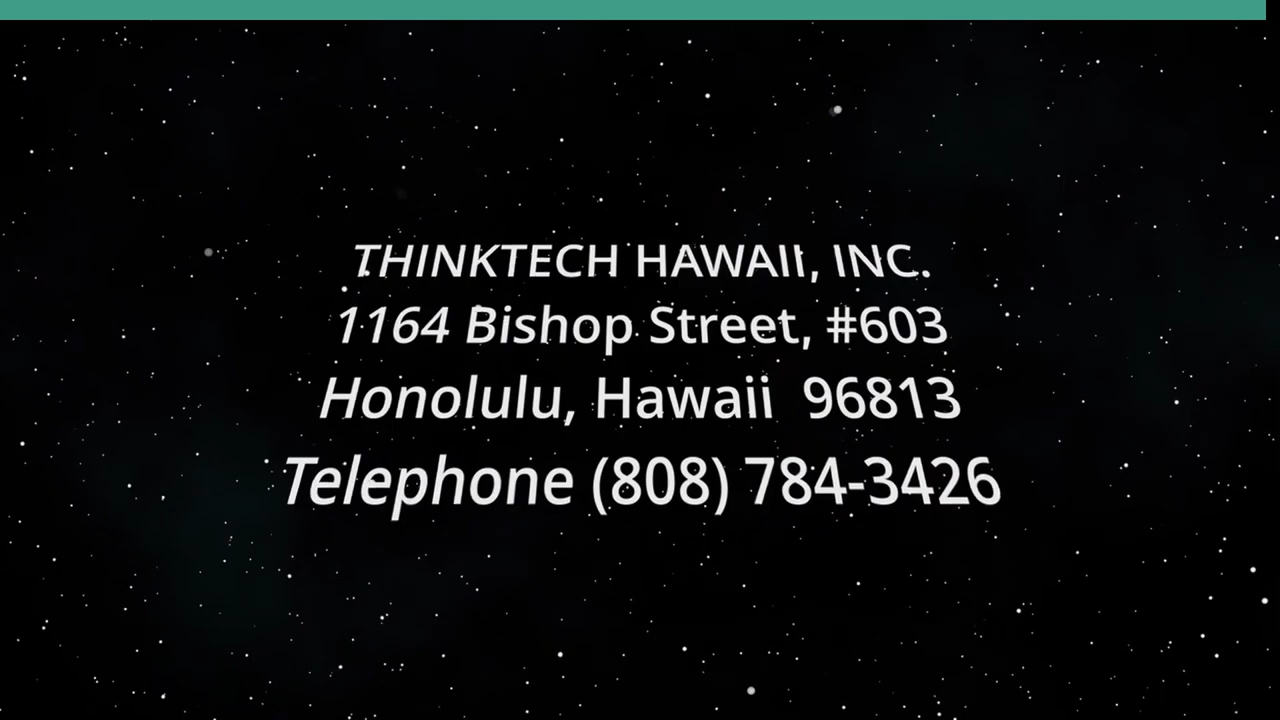 THINKTECH HAWAII, INC.
1164 Bishop Street, #603
Honolulu, Hawaii  96813
Telephone (808) 784-3426